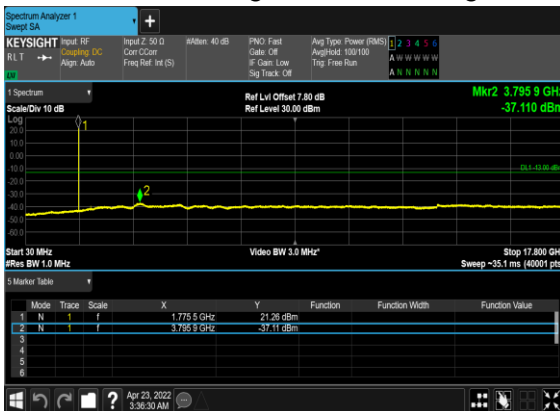 Spectrum Analyzer 1
Swept SA
KEYSIGHT Input: RF Input Z: 50 Ω #Atten: 40 dB PNO: Fast Avg Type: Power (RMS) 1 2 3 4 5 6
RLT Coupling: DC Corr CCorr Gate: Off Avg|Hold: 100/100 A W W W W W
Align: Auto Freq Ref: Int (S) IF Gain: Low Trig: Free Run
LV Sig Track: Off A N N N N N
1 Spectrum Ref Lvl Offset 7.80 dB Mkr2 3.795 9 GHz
Scale/Div 10 dB Ref Level 30.00 dBm -37.110 dBm
Log
20.0
10.0
0.00
-10.0
-20.0
-30.0
-40.0
-50.0
-60.0
1
2
DL1 -13.00 dBm
Start 30 MHz Video BW 3.0 MHz* Stop 17.800 GHz
#Res BW 1.0 MHz Sweep ~35.1 ms (40001 pts)
5 Marker Table
Mode Trace Scale X Y Function Function Width Function Value
1 N 1 f 1.775 5 GHz 21.26 dBm
2 N 1 f 3.795 9 GHz -37.11 dBm
3
4
5
6
? Apr 23, 2022
3:36:30 AM